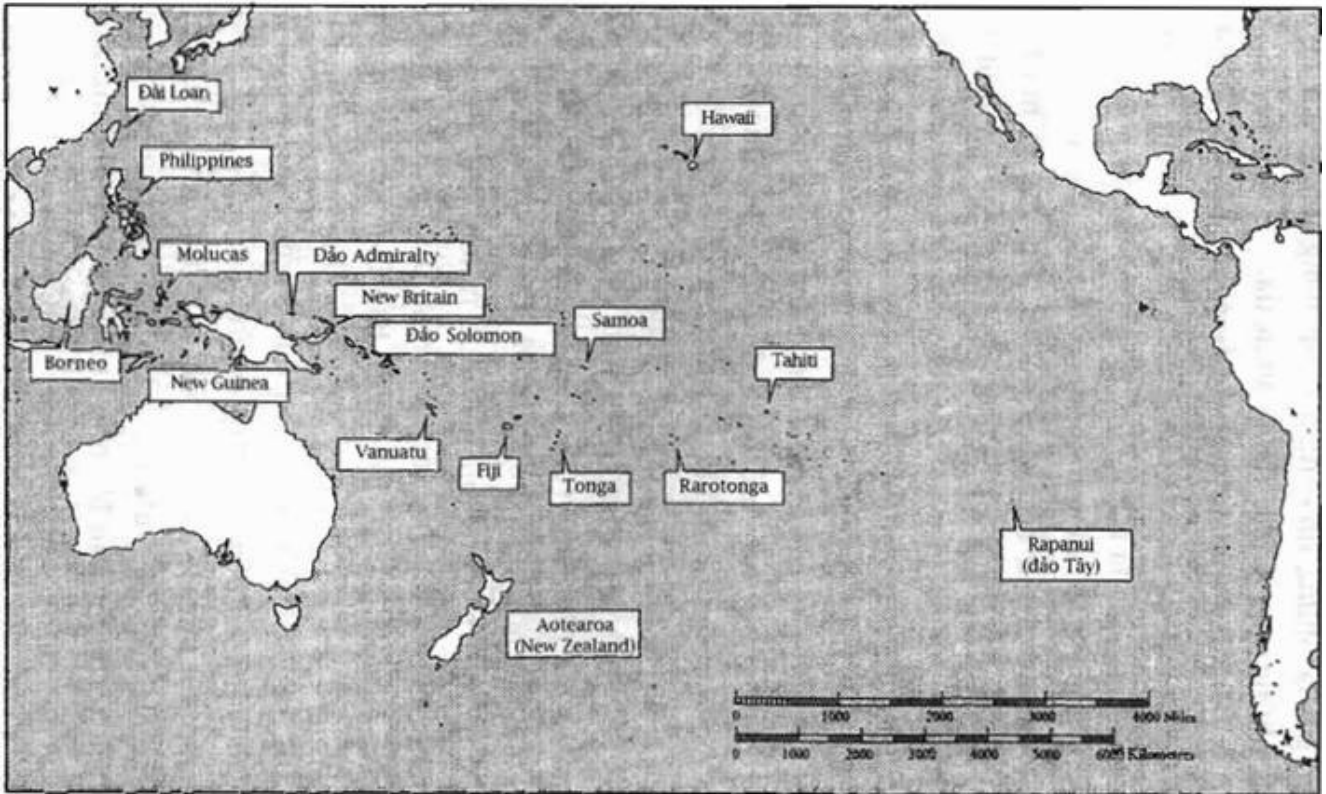 Đài Loan
Hawaii
Philippines
Molucas
Dảo Admiralty
New Britain
Đảo Solomon
Samoa
Borneo
New Guinea
Tahiti
Vanuatu
Fiji
Tonga
Rarotonga
Rapanui
(đảo Tây)
Aotearoa
(New Zealand)
0 1000 2000 3000 4000 Miles
0 1000 2000 3000 4000 5000 6000 Kilometers